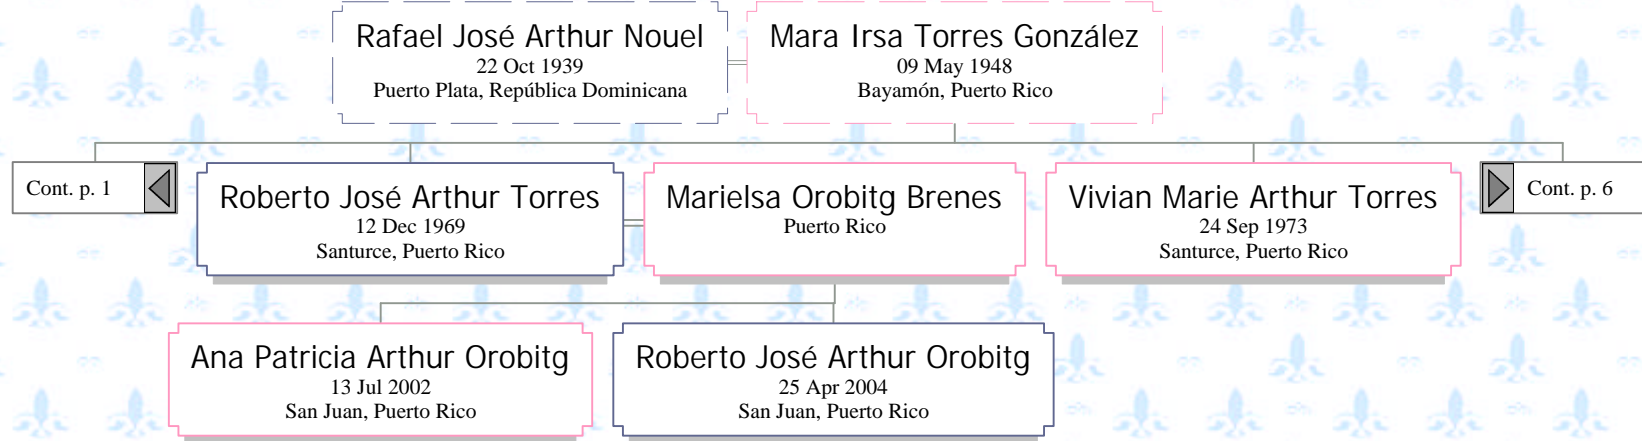 Rafael José Arthur Nouel
22 Oct 1939
Puerto Plata, República Dominicana
Mara Irsa Torres González
09 May 1948
Bayamón, Puerto Rico
Cont. p. 1
Roberto José Arthur Torres
12 Dec 1969
Santurce, Puerto Rico
Marielsa Orobitg Brenes
Puerto Rico
Vivian Marie Arthur Torres
24 Sep 1973
Santurce, Puerto Rico
Cont. p. 6
Ana Patricia Arthur Orobitg
13 Jul 2002
San Juan, Puerto Rico
Roberto José Arthur Orobitg
25 Apr 2004
San Juan, Puerto Rico